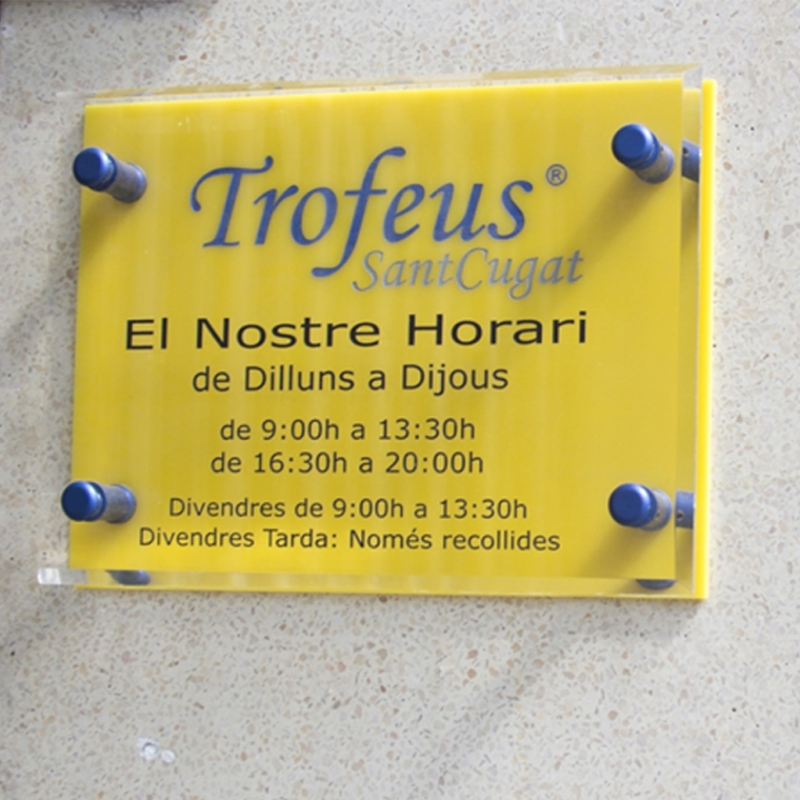 Trofeus®
SantCugat
El Nostre Horari
de Dilluns a Dijous
de 9:00h a 13:30h
de 16:30h a 20:00h
Divendres de 9:00h a 13:30h
Divendres Tarda: Només recollides